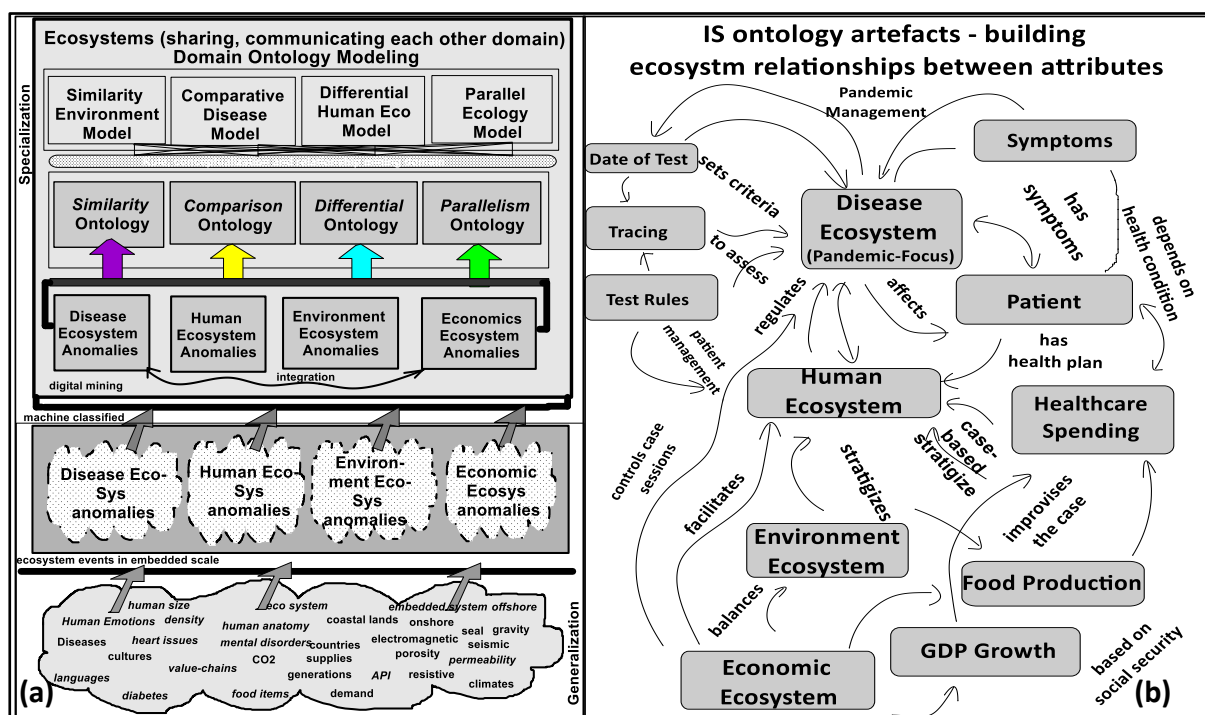 Ecosystems (sharing, communicating each other domain)
Domain Ontology Modeling
Similarity
Environment
Model
Comparative
Disease
Model
Differential
Human Eco
Model
Parallel
Ecology
Model
Specialization
Similarity
Ontology
Comparison
Ontology
Differential
Ontology
Parallelism
Ontology
Disease
Ecosystem
Anomalies
Human
Ecosystem
Anomalies
Environment
Ecosystem
Anomalies
Economics
Ecosystem
Anomalies
integration
digital mining
machine classified
Disease Eco-
Sys
anomalies
Human Eco-
Sys
anomalies
Environ-
ment Eco-
Sys
anomalies
Economic
Ecosys
anomalies
ecosystem events in embedded scale
Generalization
human size
eco system
embedded system
offshore
Human Emotions
density
human anatomy
coastal lands
onshore
seal
gravity
Diseases
heart issues
mental disorders
countries
electromagnetic
seismic
cultures
value-chains
CO2
supplies
porosity
permeability
languages
generations
API
resistive
diabetes
food items
demand
climates
(a)
IS ontology artefacts - building
ecosystm relationships between attributes
Pandemic
Management
Symptoms
Date of Test
sets criteria
Disease
Ecosystem
(Pandemic-Focus)
has
symptoms
depends on
health condition
Tracing
to assess
Test Rules
regulates
affects
Patient
patient
management
has
health plan
Human
Ecosystem
Healthcare
Spending
controls case
sessions
facilitates
stratigizes
case-
based-
stratigize
improvises
the case
Environment
Ecosystem
Food Production
balances
GDP Growth
based on
social security
Economic
Ecosystem
(b)